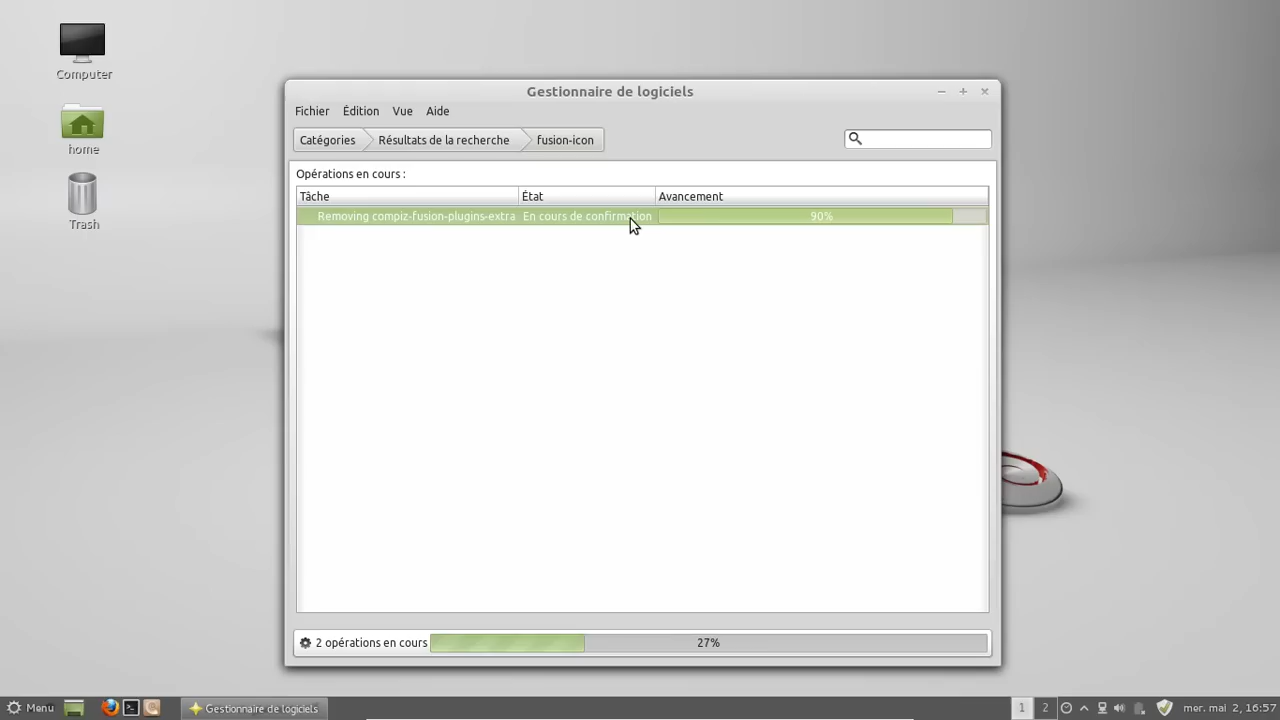 Computer
home
Trash
Gestionnaire de logiciels
Fichier Édition Vue Aide
Catégories Résultats de la recherche fusion-icon
Opérations en cours :
Tâche État Avancement
Removing compiz-fusion-plugins-extra En cours de confirmation 90%
2 opérations en cours 27%
Menu Gestionnaire de logiciels 1 2 mer. mai 2, 16:57